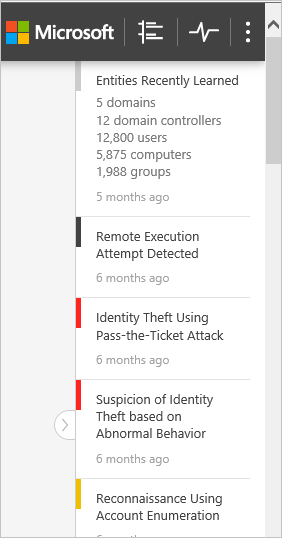 Microsoft
Entities Recently Learned
5 domains
12 domain controllers
12,800 users
5,875 computers
1,988 groups
5 months ago
Remote Execution
Attempt Detected
6 months ago
Identity Theft Using
Pass-the-Ticket Attack
6 months ago
Suspicion of Identity
Theft based on
Abnormal Behavior
6 months ago
Reconnaissance Using
Account Enumeration